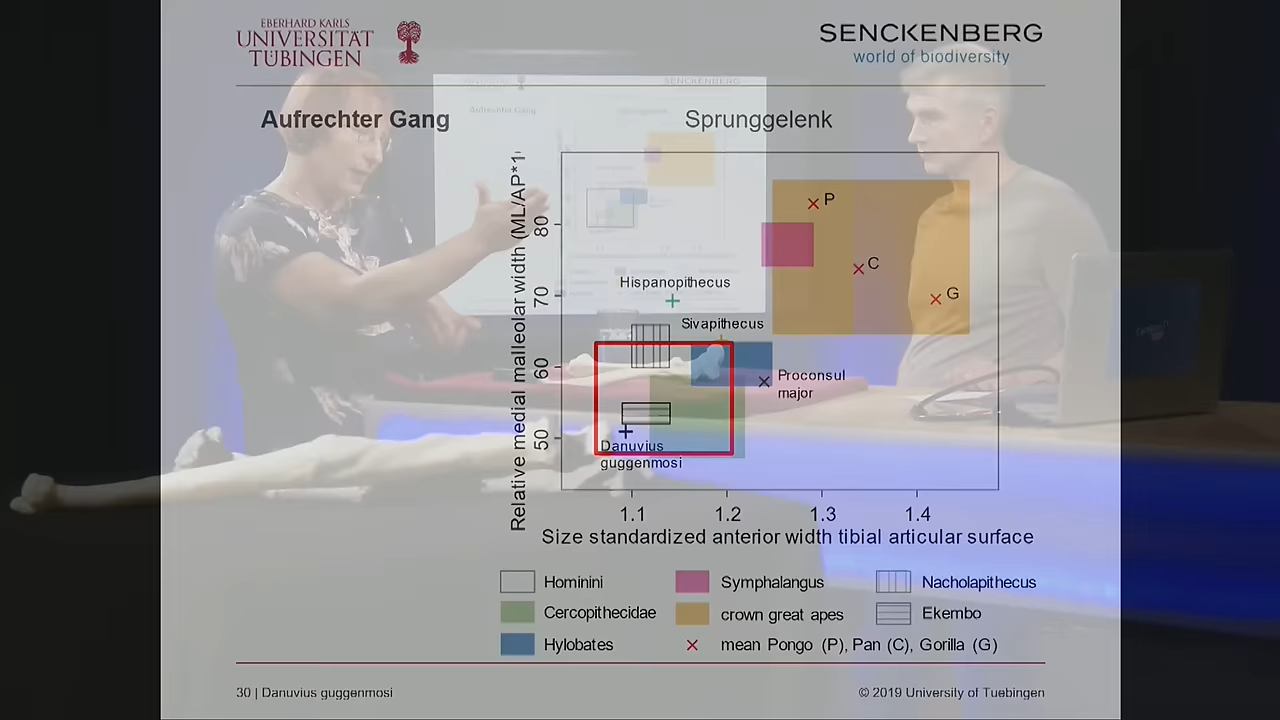 EBERHARD KARLS
UNIVERSITÄT
TÜBINGEN
SENCKENBERG
world of biodiversity
Aufrechter Gang
Sprunggelenk
Relative medial malleolar width (ML/AP*1
80
70
60
50
P
C
G
Hispanopithecus
Sivapithecus
Proconsul
major
Danuvius
guggenmosi
1.1 1.2 1.3 1.4
Size standardized anterior width tibial articular surface
Hominini
Symphalangus
Nacholapithecus
Cercopithecidae
crown great apes
Ekembo
Hylobates
mean Pongo (P), Pan (C), Gorilla (G)
30 | Danuvius guggenmosi
© 2019 University of Tuebingen
SENCKENBERG
Aufrechter Gang